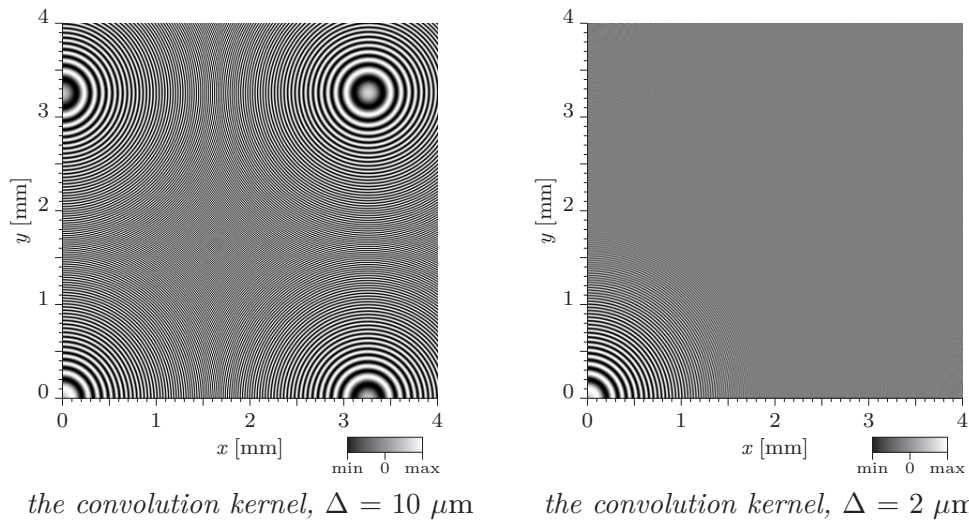 4
3
2
1
0
y [mm]
0 1 2 3 4
x [mm]
min 0 max
the convolution kernel, Δ = 10 μm
4
3
2
1
0
y [mm]
0 1 2 3 4
x [mm]
min 0 max
the convolution kernel, Δ = 2 μm